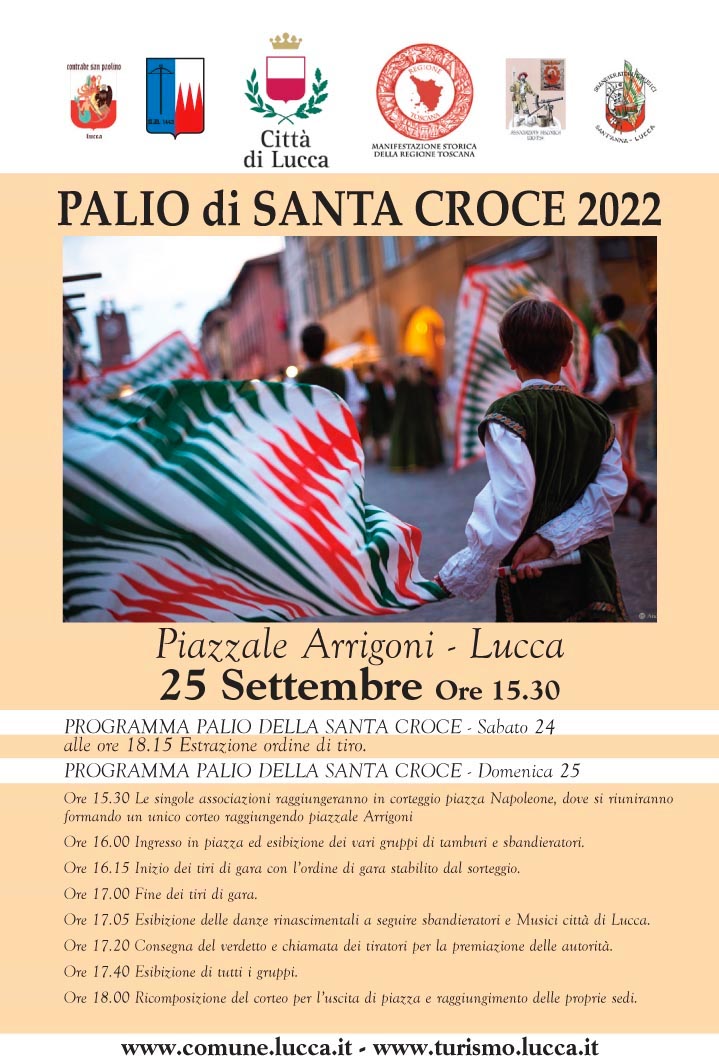 contrade san paolino
lucca
Città
di Lucca
REGIONE
TOSCANA
MANIFESTAZIONE STORICA
DELLA REGIONE TOSCANA
SANT'ANNA - LUCCA
PALIO di SANTA CROCE 2022
Piazzale Arrigoni - Lucca
25 Settembre Ore 15.30
PROGRAMMA PALIO DELLA SANTA CROCE - Sabato 24
alle ore 18.15 Estrazione ordine di tiro.
PROGRAMMA PALIO DELLA SANTA CROCE - Domenica 25
Ore 15.30 Le singole associazioni raggiungeranno in corteggio piazza Napoleone, dove si riuniranno
formando un unico corteo raggiungendo piazzale Arrigoni
Ore 16.00 Ingresso in piazza ed esibizione dei vari gruppi di tamburi e sbandieratori.
Ore 16.15 Inizio dei tiri di gara con l'ordine di gara stabilito dal sorteggio.
Ore 17.00 Fine dei tiri di gara.
Ore 17.05 Esibizione delle danze rinascimentali a seguire sbandieratori e Musici città di Lucca.
Ore 17.20 Consegna del verdetto e chiamata dei tiratori per la premiazione delle autorità.
Ore 17.40 Esibizione di tutti i gruppi.
Ore 18.00 Ricomposizione del corteo per l'uscita di piazza e raggiungimento delle proprie sedi.
www.comune.lucca.it - www.turismo.lucca.it